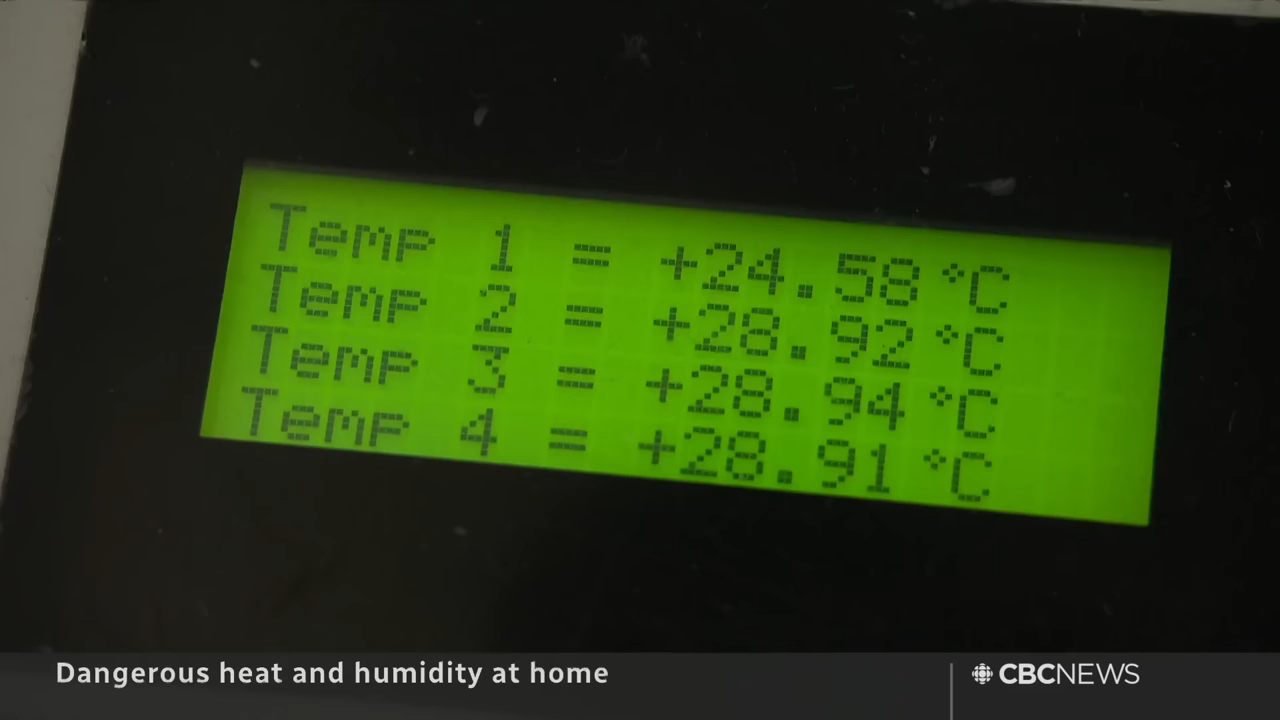 Temp 1 = +24.58 °C
Temp 2 = +28.92 °C
Temp 3 = +28.94 °C
Temp 4 = +28.91 °C
Dangerous heat and humidity at home
CBCNEWS